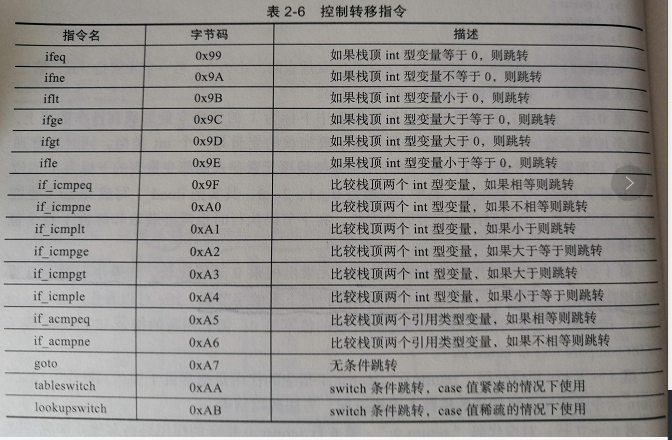 表 2-6 控制转移指令
指令名 字节码 描述
ifeq 0x99 如果栈顶 int 型变量等于 0，则跳转
ifne 0x9A 如果栈顶 int 型变量不等于 0，则跳转
iflt 0x9B 如果栈顶 int 型变量小于 0，则跳转
ifge 0x9C 如果栈顶 int 型变量大于等于 0，则跳转
ifgt 0x9D 如果栈顶 int 型变量大于 0，则跳转
ifle 0x9E 如果栈顶 int 型变量小于等于 0，则跳转
if_icmpeq 0x9F 比较栈顶两个 int 型变量，如果相等则跳转
if_icmpne 0xA0 比较栈顶两个 int 型变量，如果不相等则跳转
if_icmplt 0xA1 比较栈顶两个 int 型变量，如果小于则跳转
if_icmpge 0xA2 比较栈顶两个 int 型变量，如果大于等于则跳转
if_icmpgt 0xA3 比较栈顶两个 int 型变量，如果大于则跳转
if_icmple 0xA4 比较栈顶两个 int 型变量，如果小于等于则跳转
if_acmpeq 0xA5 比较栈顶两个引用类型变量，如果相等则跳转
if_acmpne 0xA6 比较栈顶两个引用类型变量，如果不相等则跳转
goto 0xA7 无条件跳转
tableswitch 0xAA switch 条件跳转，case 值紧凑的情况下使用
lookupswitch 0xAB switch 条件跳转，case 值稀疏的情况下使用